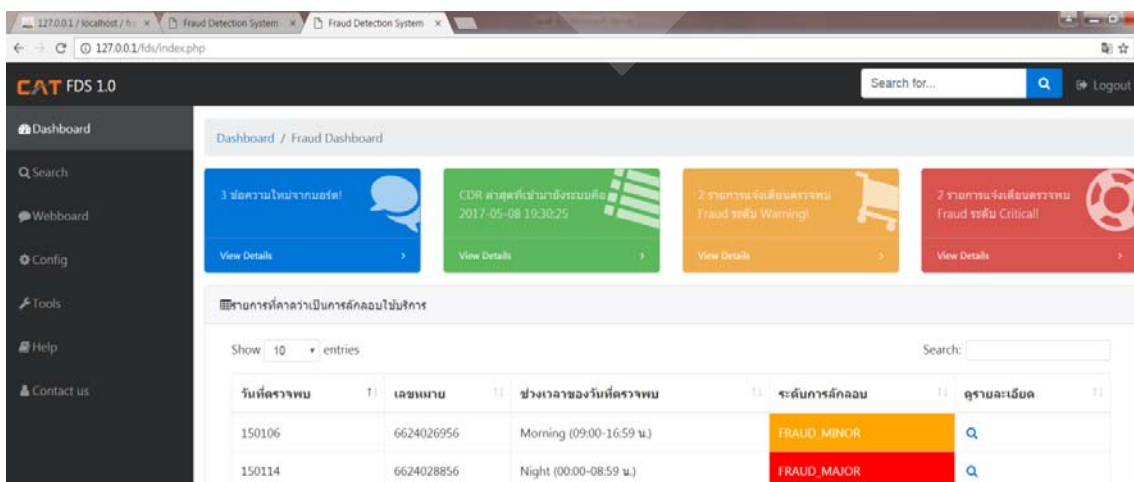 127.0.0.1 / localhost / fr
Fraud Detection System
Fraud Detection System
127.0.0.1/fds/index.php
CAT FDS 1.0
Search for...
Logout
Dashboard
Dashboard / Fraud Dashboard
Search
Webboard
Config
Tools
Help
Contact us
3 ข้อความใหม่จากบอร์ด!
View Details
CDR ล่าสุดที่เข้ามายังระบบคือ
2017-05-08 19:30:25
View Details
2 รายการแจ้งเตือนตรวจพบ
Fraud ระดับ Warning!
View Details
2 รายการแจ้งเตือนตรวจพบ
Fraud ระดับ Critical!
View Details
รายการที่คาดว่าเป็นการลักลอบใช้บริการ
Show 10 entries
Search:
วันที่ตรวจพบ เลขหมาย ช่วงเวลาของวันที่ตรวจพบ ระดับการลักลอบ ดูรายละเอียด
150106 6624026956 Morning (09:00-16:59 น.) FRAUD_MINOR
150114 6624028856 Night (00:00-08:59 น.) FRAUD_MAJOR